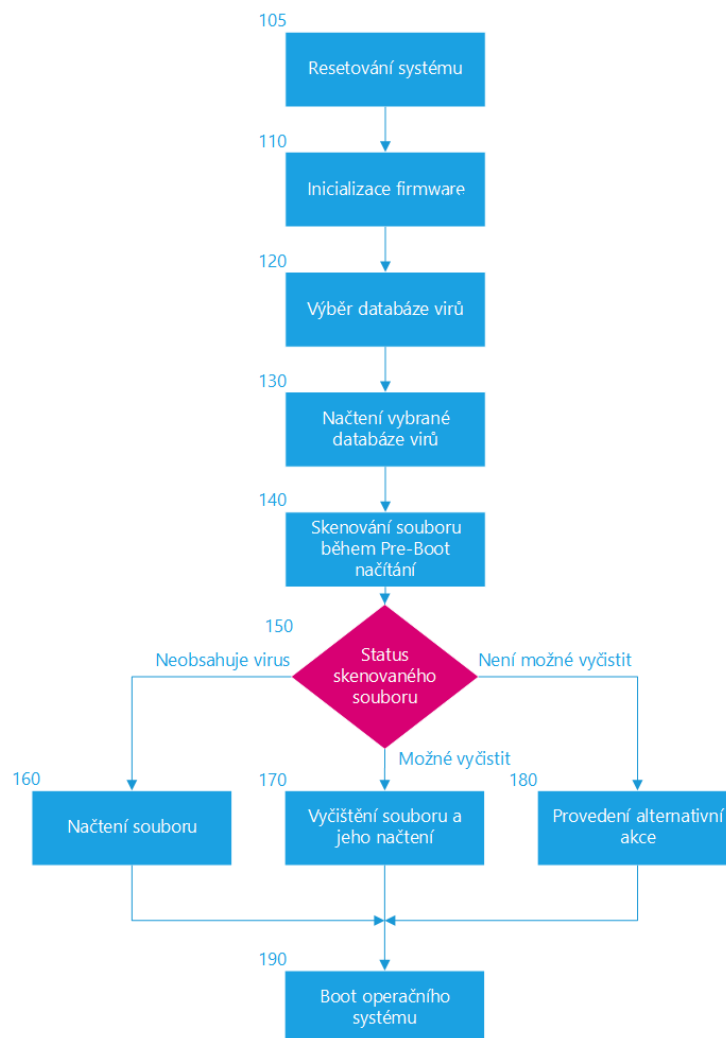 105
Resetování systému
110
Inicializace firmware
120
Výběr databáze virů
130
Načtení vybrané
databáze virů
140
Skenování souboru
během Pre-Boot
načítání
150
Status
skenovaného
souboru
Neobsahuje virus
Není možné vyčistit
Možné vyčistit
160
Načtení souboru
170
Vyčištění souboru a
jeho načtení
180
Provedení alternativní
akce
190
Boot operačního
systému